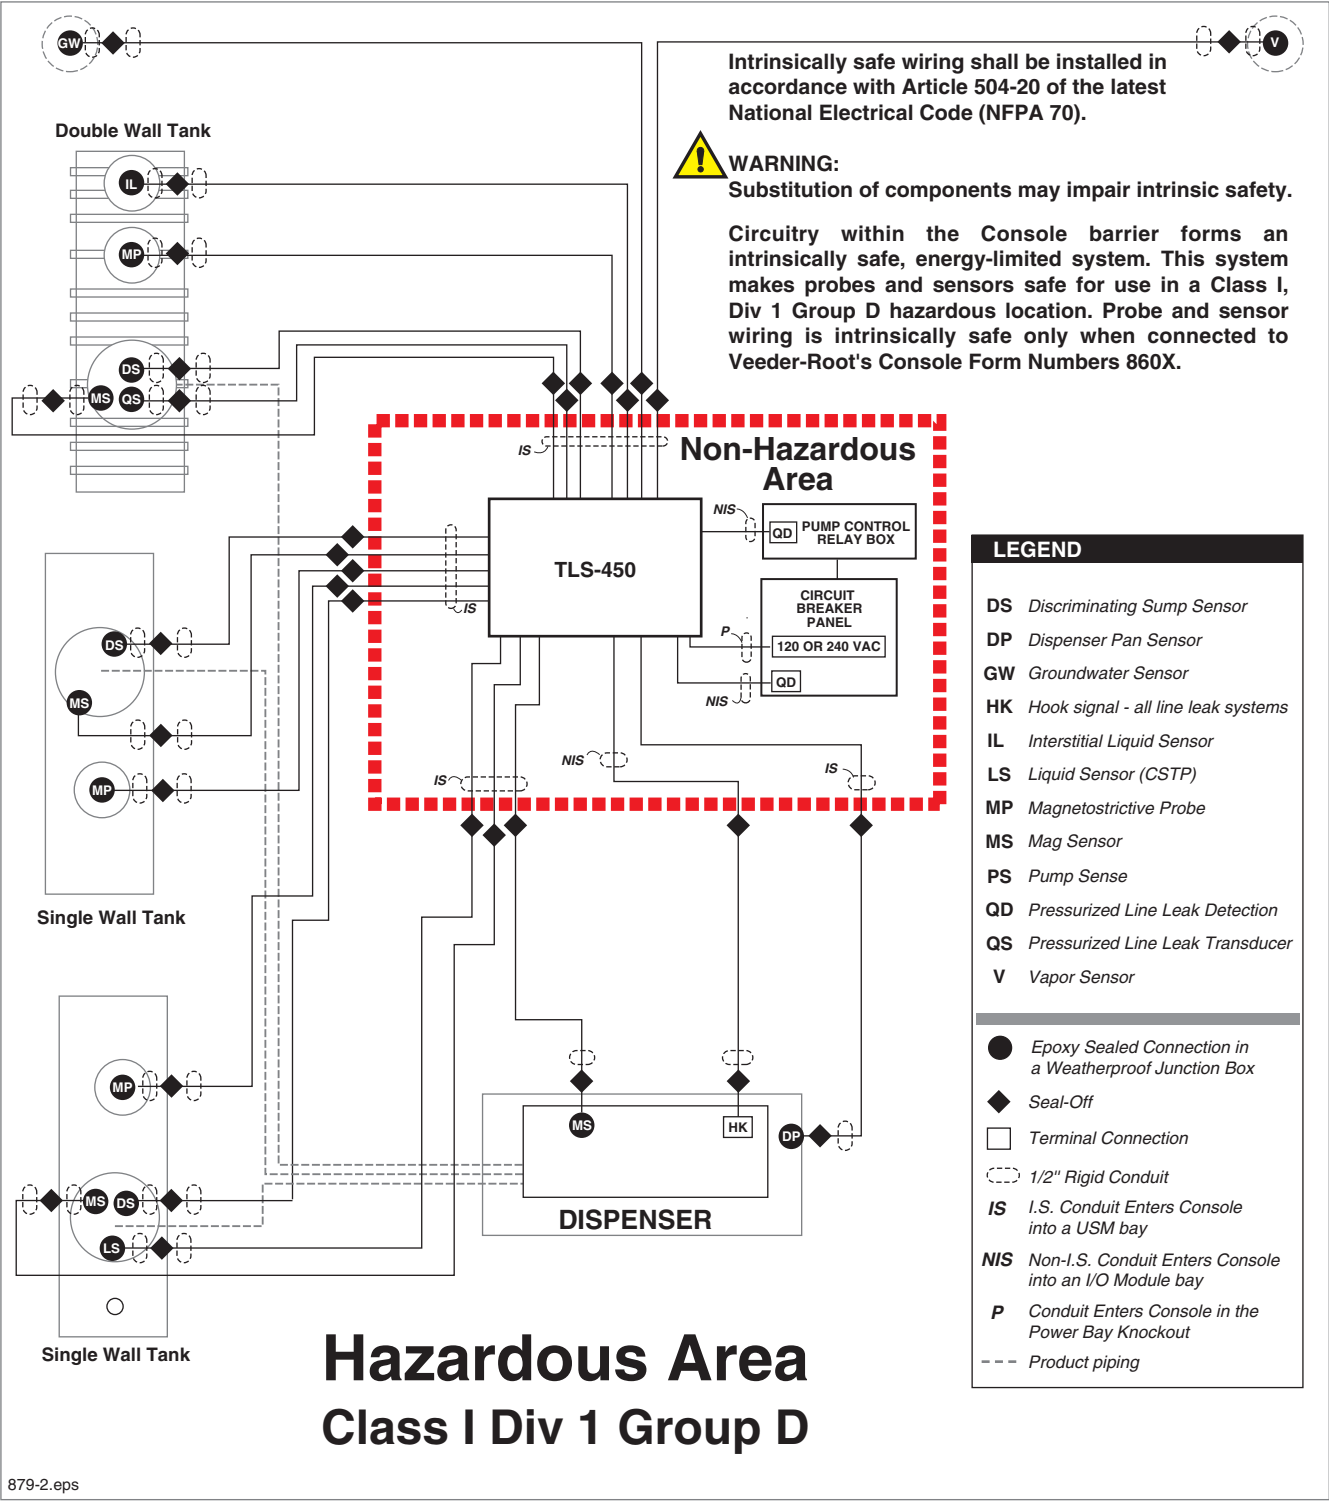 GW
V
Intrinsically safe wiring shall be installed in
accordance with Article 504-20 of the latest
National Electrical Code (NFPA 70).
WARNING:
Substitution of components may impair intrinsic safety.
Circuitry within the Console barrier forms an
intrinsically safe, energy-limited system. This system
makes probes and sensors safe for use in a Class I,
Div 1 Group D hazardous location. Probe and sensor
wiring is intrinsically safe only when connected to
Veeder-Root's Console Form Numbers 860X.
Double Wall Tank
IL
MP
DS
MS
QS
Non-Hazardous
Area
IS
NIS
QD
PUMP CONTROL
RELAY BOX
TLS-450
CIRCUIT
BREAKER
PANEL
P
120 OR 240 VAC
QD
NIS
IS
IS
NIS
IS
DS
MS
MP
Single Wall Tank
MP
MS
DS
LS
Single Wall Tank
MS
HK
DP
DISPENSER
LEGEND
DS Discriminating Sump Sensor
DP Dispenser Pan Sensor
GW Groundwater Sensor
HK Hook signal - all line leak systems
IL Interstitial Liquid Sensor
LS Liquid Sensor (CSTP)
MP Magnetostrictive Probe
MS Mag Sensor
PS Pump Sense
QD Pressurized Line Leak Detection
QS Pressurized Line Leak Transducer
V Vapor Sensor
Epoxy Sealed Connection in
a Weatherproof Junction Box
Seal-Off
Terminal Connection
1/2" Rigid Conduit
IS I.S. Conduit Enters Console
into a USM bay
NIS Non-I.S. Conduit Enters Console
into an I/O Module bay
P Conduit Enters Console in the
Power Bay Knockout
Product piping
Hazardous Area
Class I Div 1 Group D
879-2.eps